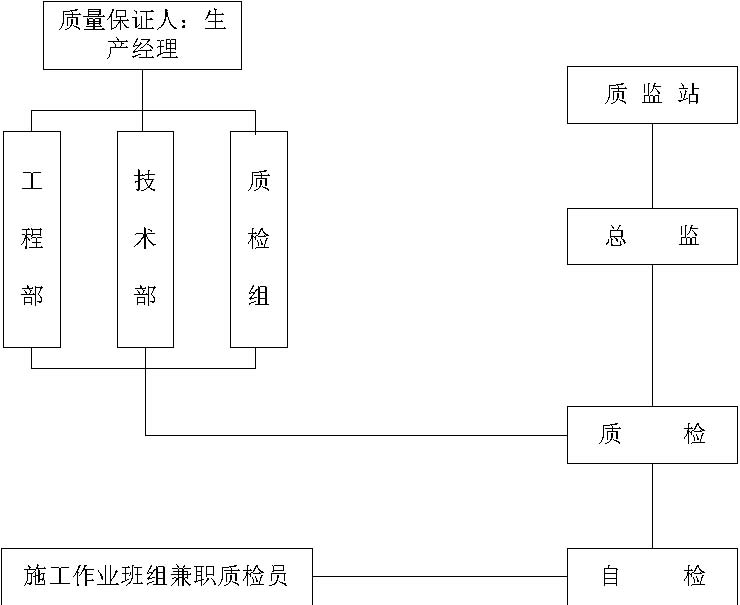 质量保证人：生
产经理
质 监 站
工程部
技术部
质检组
总 监
质 检
施工作业班组兼职质检员
自 检